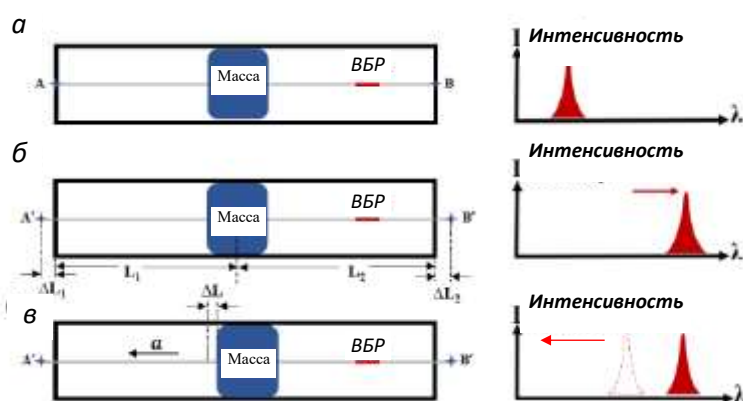 а
Интенсивность
I
ВБР
Масса
A
B
λ
б
Интенсивность
I
ВБР
A'
Масса
B'
λ
L₁
L₂
ΔL₁
ΔL
ΔL₂
в
Интенсивность
I
a
ВБР
A'
Масса
B'
λ